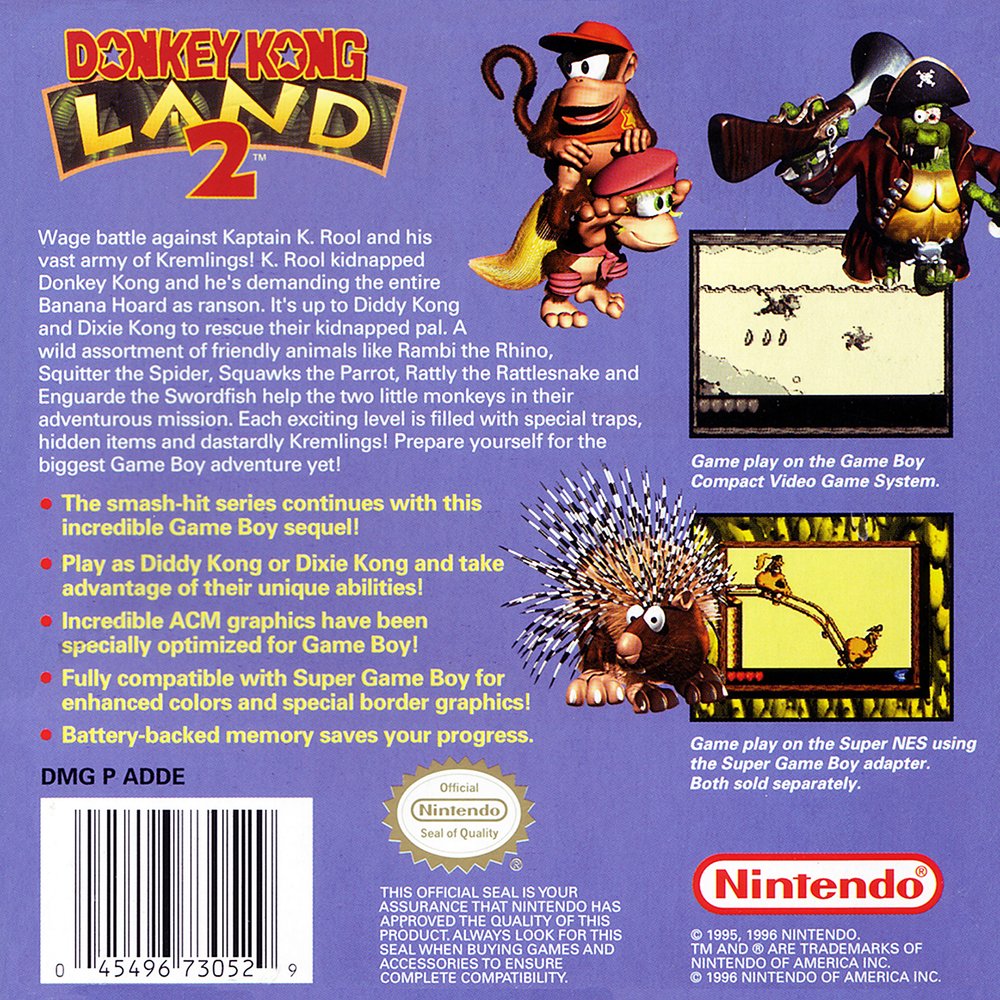 DONKEY KONG
LAND
2™
Wage battle against Kaptain K. Rool and his
vast army of Kremlings! K. Rool kidnapped
Donkey Kong and he's demanding the entire
Banana Hoard as ranson. It's up to Diddy Kong
and Dixie Kong to rescue their kidnapped pal. A
wild assortment of friendly animals like Rambi the Rhino,
Squitter the Spider, Squawks the Parrot, Rattly the Rattlesnake and
Enguarde the Swordfish help the two little monkeys in their
adventurous mission. Each exciting level is filled with special traps,
hidden items and dastardly Kremlings! Prepare yourself for the
biggest Game Boy adventure yet!
• The smash-hit series continues with this
incredible Game Boy sequel!
• Play as Diddy Kong or Dixie Kong and take
advantage of their unique abilities!
• Incredible ACM graphics have been
specially optimized for Game Boy!
• Fully compatible with Super Game Boy for
enhanced colors and special border graphics!
• Battery-backed memory saves your progress.
Game play on the Game Boy
Compact Video Game System.
Game play on the Super NES using
the Super Game Boy adapter.
Both sold separately.
DMG P ADDE
0 45496 73052 9
Official
Nintendo
Seal of Quality
®
THIS OFFICIAL SEAL IS YOUR
ASSURANCE THAT NINTENDO HAS
APPROVED THE QUALITY OF THIS
PRODUCT. ALWAYS LOOK FOR THIS
SEAL WHEN BUYING GAMES AND
ACCESSORIES TO ENSURE
COMPLETE COMPATIBILITY.
Nintendo®
© 1995, 1996 NINTENDO.
TM AND ® ARE TRADEMARKS OF
NINTENDO OF AMERICA INC.
© 1996 NINTENDO OF AMERICA INC.